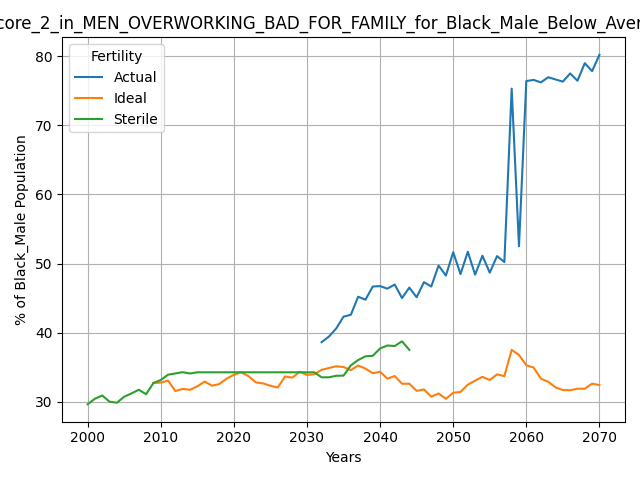 core_2_in_MEN_OVERWORKING_BAD_FOR_FAMILY_for_Black_Male_Below_Aver
Fertility
Actual
Ideal
Sterile
% of Black_Male Population
80
70
60
50
40
30
2000 2010 2020 2030 2040 2050 2060 2070
Years